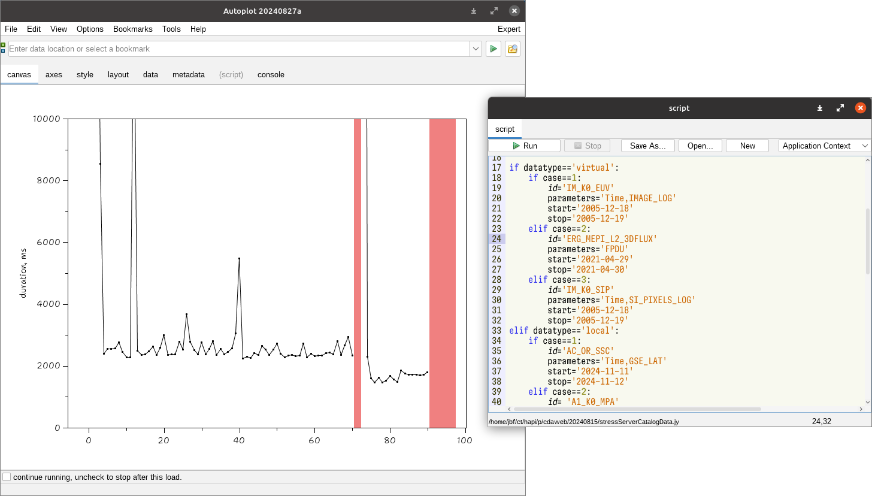 Autoplot 20240827a
File Edit View Options Bookmarks Tools Help Expert
Enter data location or select a bookmark
canvas axes style layout data metadata (script) console
10000
8000
6000
4000
2000
0
duration, ms
0 20 40 60 80 100
continue running, uncheck to stop after this load.
script
script
Run Stop Save As... Open... New Application Context
16
17 if datatype=='virtual':
18 if case==1:
19 id='IM_K0_EUV'
20 parameters='Time,IMAGE_LOG'
21 start='2005-12-18'
22 stop='2005-12-19'
23 elif case==2:
24 id='ERG_MEPI_L2_3DFLUX'
25 parameters='FPDU'
26 start='2021-04-29'
27 stop='2021-04-30'
28 elif case==3:
29 id='IM_K0_SIP'
30 parameters='Time,SI_PIXELS_LOG'
31 start='2005-12-18'
32 stop='2005-12-19'
33 elif datatype=='local':
34 if case==1:
35 id='AC_OR_SSC'
36 parameters='Time,GSE_LAT'
37 start='2024-11-11'
38 stop='2024-11-12'
39 elif case==2:
40 id= 'A1_K0_MPA'
/home/jbf/ct/hapi/p/cdaweb/20240815/stressServerCatalogData.jy 24,32